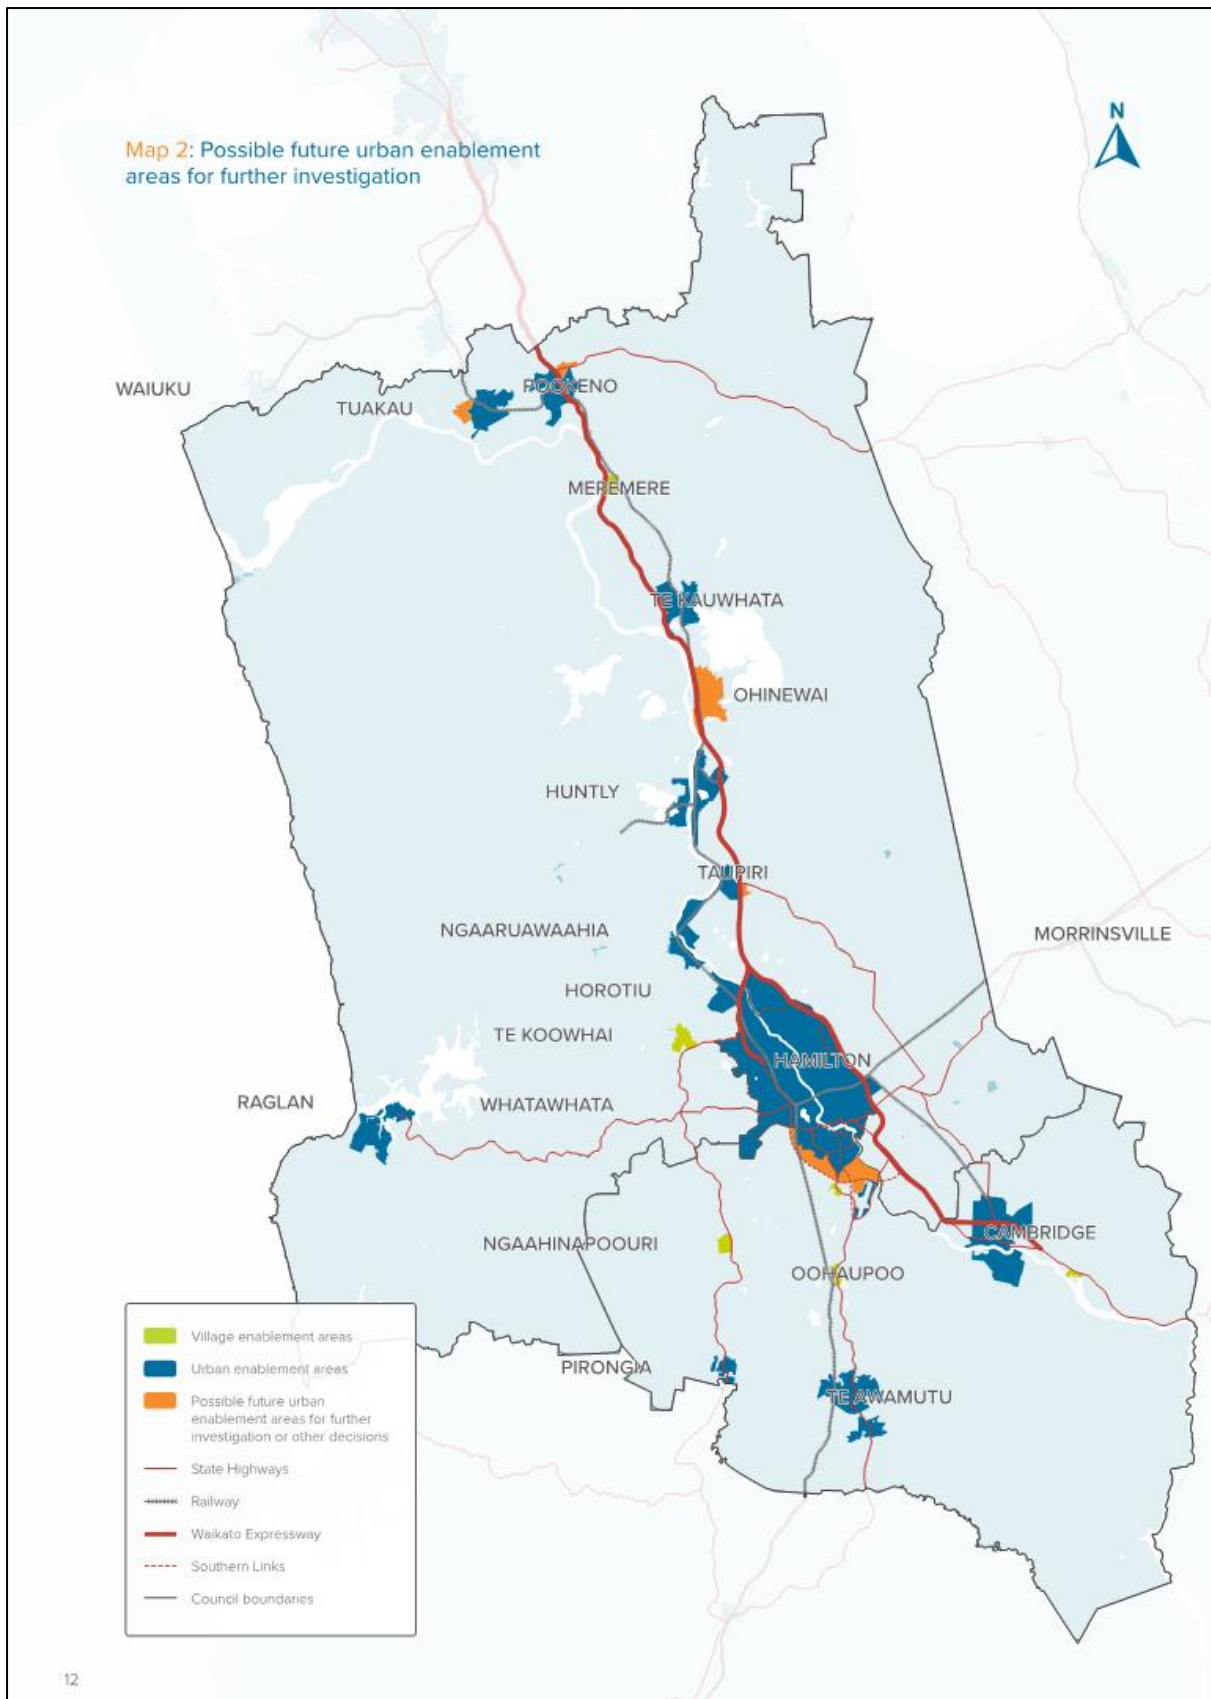 N
Map 2: Possible future urban enablement
areas for further investigation
WAIUKU
POOKENO
TUAKAU
MEREMERE
TE KAUWHATA
OHINEWAI
HUNTLY
TAUPIRI
NGAARUAWAAHIA
MORRINSVILLE
HOROTIU
TE KOOWHAI
HAMILTON
RAGLAN
WHATAWHATA
CAMBRIDGE
NGAAHINAPOOURI
OOHAUPOO
PIRONGIA
TE AWAMUTU
Village enablement areas
Urban enablement areas
Possible future urban
enablement areas for further
investigation or other decisions
State Highways
Railway
Waikato Expressway
Southern Links
Council boundaries
12